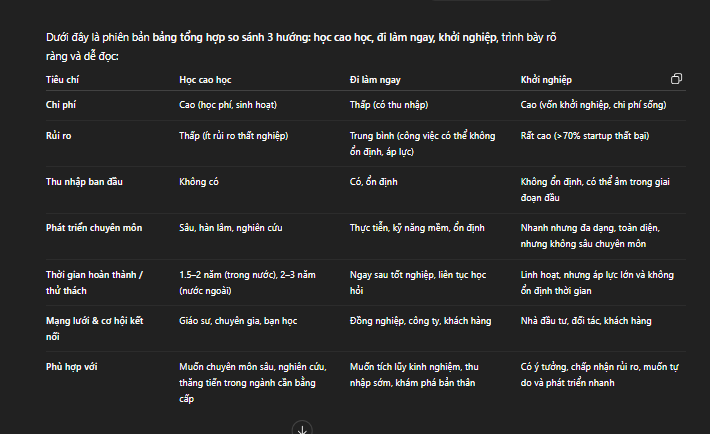 Dưới đây là phiên bản bảng tổng hợp so sánh 3 hướng: học cao học, đi làm ngay, khởi nghiệp, trình bày rõ
ràng và dễ đọc:
Tiêu chí Học cao học Đi làm ngay Khởi nghiệp
Chi phí Cao (học phí, sinh hoạt) Thấp (có thu nhập) Cao (vốn khởi nghiệp, chi phí sống)
Rủi ro Thấp (ít rủi ro thất nghiệp) Trung bình (công việc có thể không
ổn định, áp lực) Rất cao (>70% startup thất bại)
Thu nhập ban đầu Không có Có, ổn định Không ổn định, có thể âm trong giai
đoạn đầu
Phát triển chuyên môn Sâu, hàn lâm, nghiên cứu Thực tiễn, kỹ năng mềm, ổn định Nhanh nhưng đa dạng, toàn diện,
nhưng không sâu chuyên môn
Thời gian hoàn thành /
thử thách 1.5–2 năm (trong nước), 2–3 năm
(nước ngoài) Ngay sau tốt nghiệp, liên tục học
hỏi Linh hoạt, nhưng áp lực lớn và không
ổn định thời gian
Mạng lưới & cơ hội kết
nối Giáo sư, chuyên gia, bạn học Đồng nghiệp, công ty, khách hàng Nhà đầu tư, đối tác, khách hàng
Phù hợp với Muốn chuyên môn sâu, nghiên cứu,
thăng tiến trong ngành cần bằng
cấp Muốn tích lũy kinh nghiệm, thu
nhập sớm, khám phá bản thân Có ý tưởng, chấp nhận rủi ro, muốn tự
do và phát triển nhanh